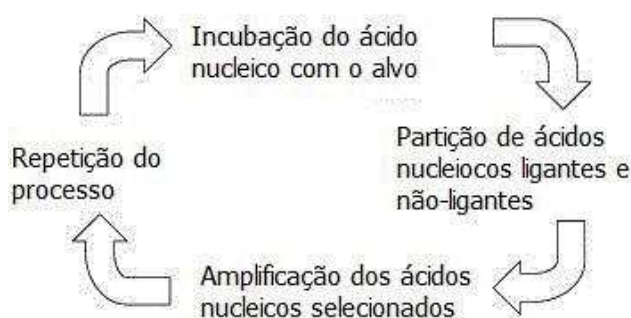 Incubação do ácido
nucleico com o alvo
Partição de ácidos
nucleiocos ligantes e
não-ligantes
Amplificação dos ácidos
nucleicos selecionados
Repetição do
processo